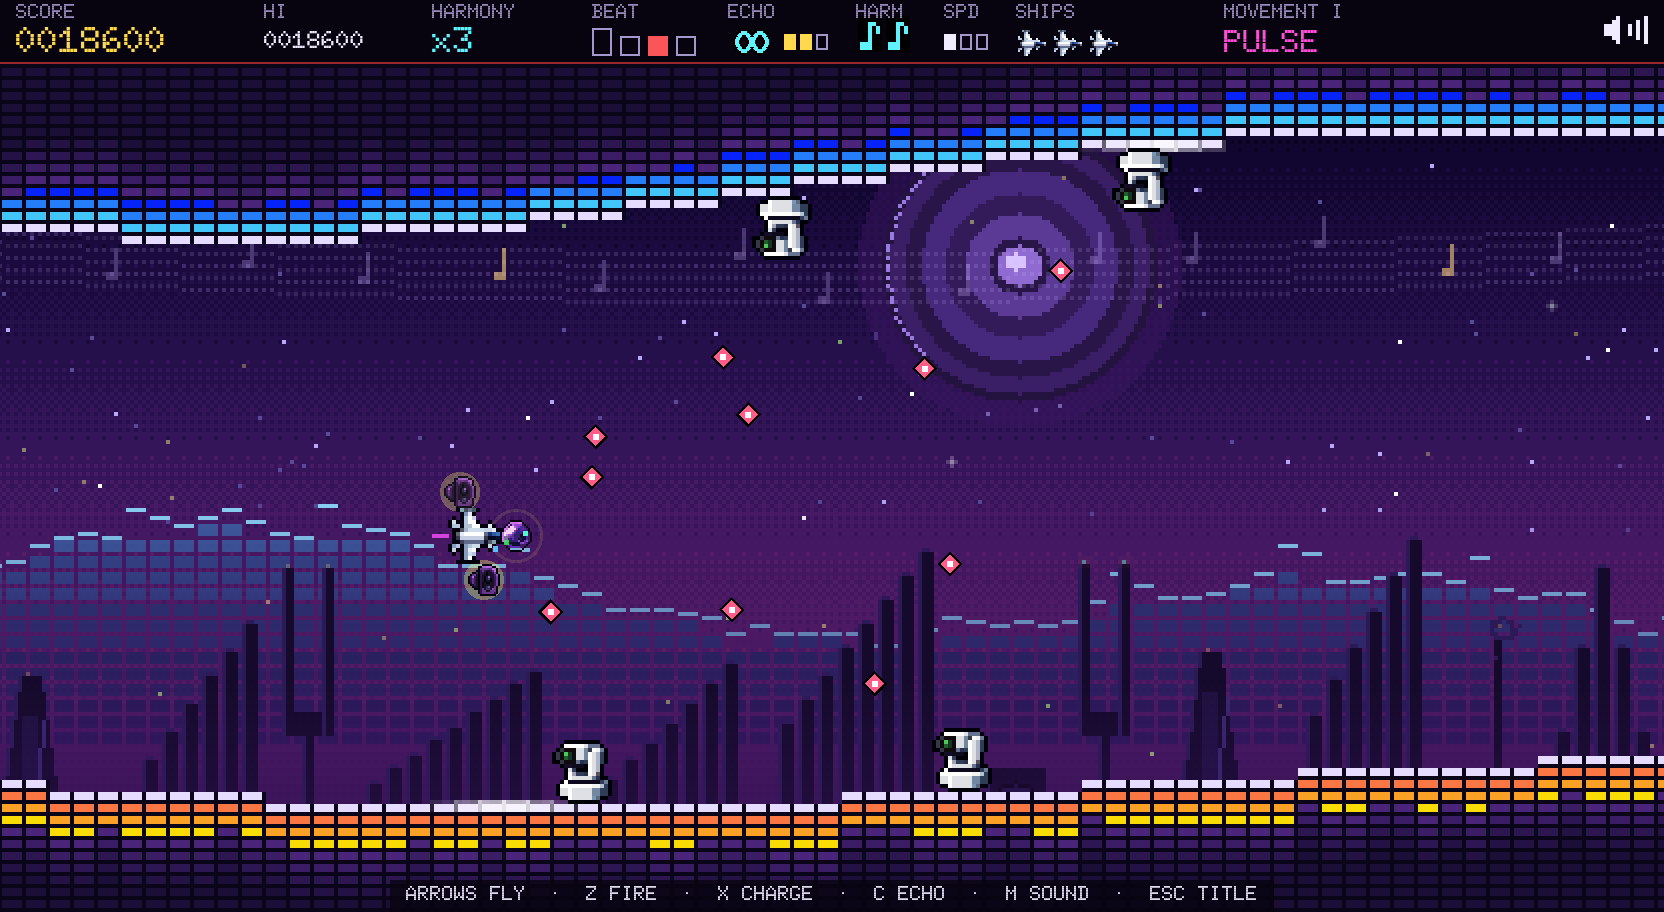 SCORE HI HARMONY BEAT ECHO HARM SPD SHIPS MOVEMENT I
0018600 0018600 x3 PULSE
ARROWS FLY · Z FIRE · X CHARGE · C ECHO · M SOUND · ESC TITLE